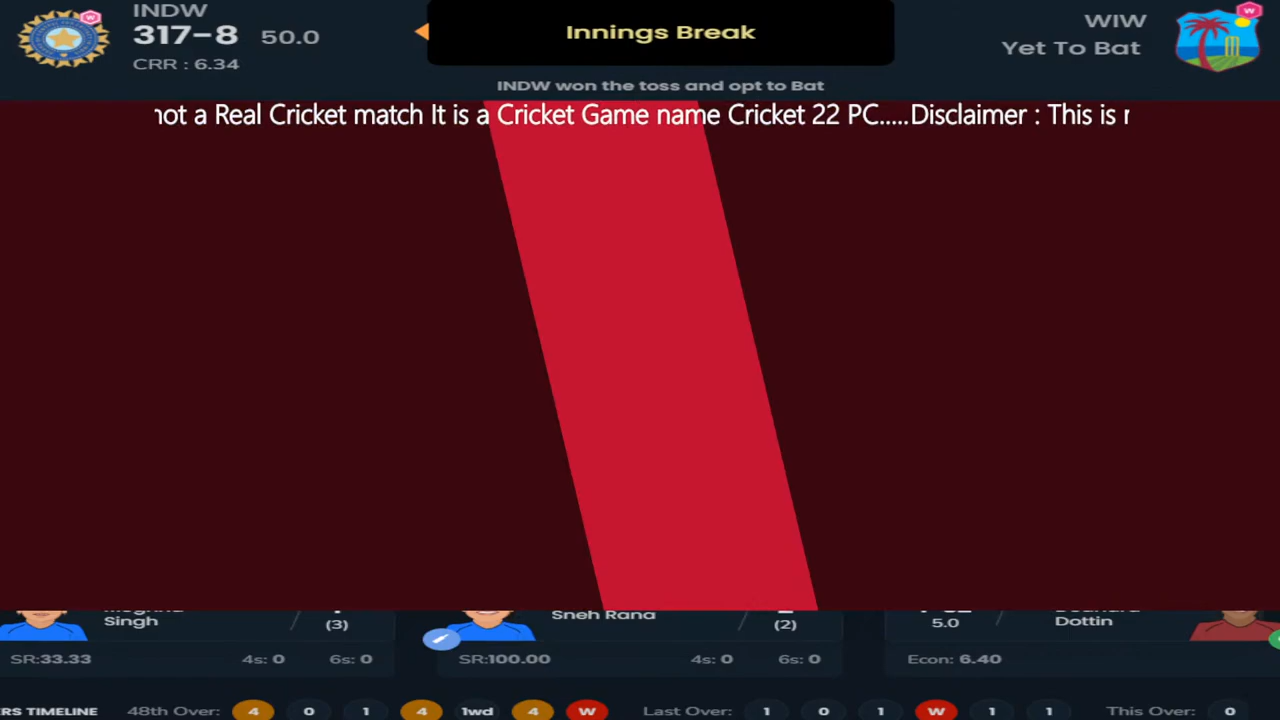 INDW
317-8 50.0
CRR : 6.34
Innings Break
WIW
Yet To Bat
INDW won the toss and opt to Bat
not a Real Cricket match It is a Cricket Game name Cricket 22 PC.....Disclaimer : This is
Singh
(3)
Sneh Rana
(2)
5.0
Dottin
SR:33.33 4s: 0 6s: 0
SR:100.00 4s: 0 6s: 0
Econ: 6.40
ERS TIMELINE 48th Over: 4 0 1 4 1wd 4 W Last Over: 1 0 1 W 1 1 This Over: 0